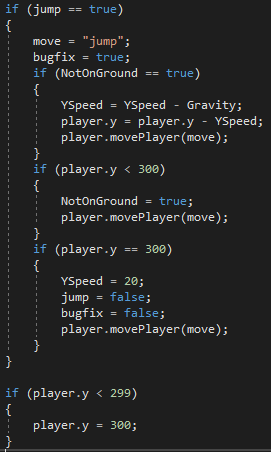 if (jump == true)
{
move = "jump";
bugfix = true;
if (NotOnGround == true)
{
YSpeed = YSpeed - Gravity;
player.y = player.y - YSpeed;
player.movePlayer(move);
}
if (player.y < 300)
{
NotOnGround = true;
player.movePlayer(move);
}
if (player.y == 300)
{
YSpeed = 20;
jump = false;
bugfix = false;
player.movePlayer(move);
}
}
if (player.y < 299)
{
player.y = 300;
}